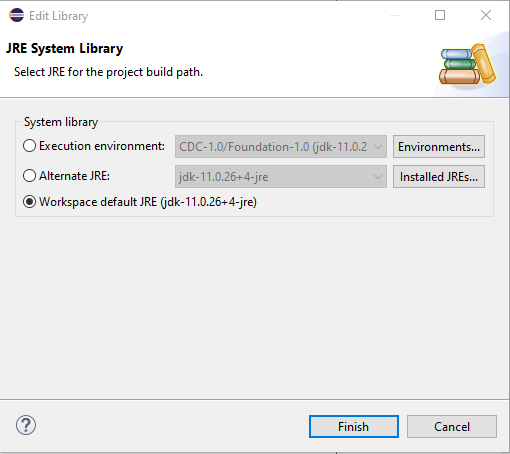 Edit Library
JRE System Library
Select JRE for the project build path.
System library
Execution environment: CDC-1.0/Foundation-1.0 (jdk-11.0.2 Environments...
Alternate JRE: jdk-11.0.26+4-jre Installed JREs...
Workspace default JRE (jdk-11.0.26+4-jre)
? Finish Cancel